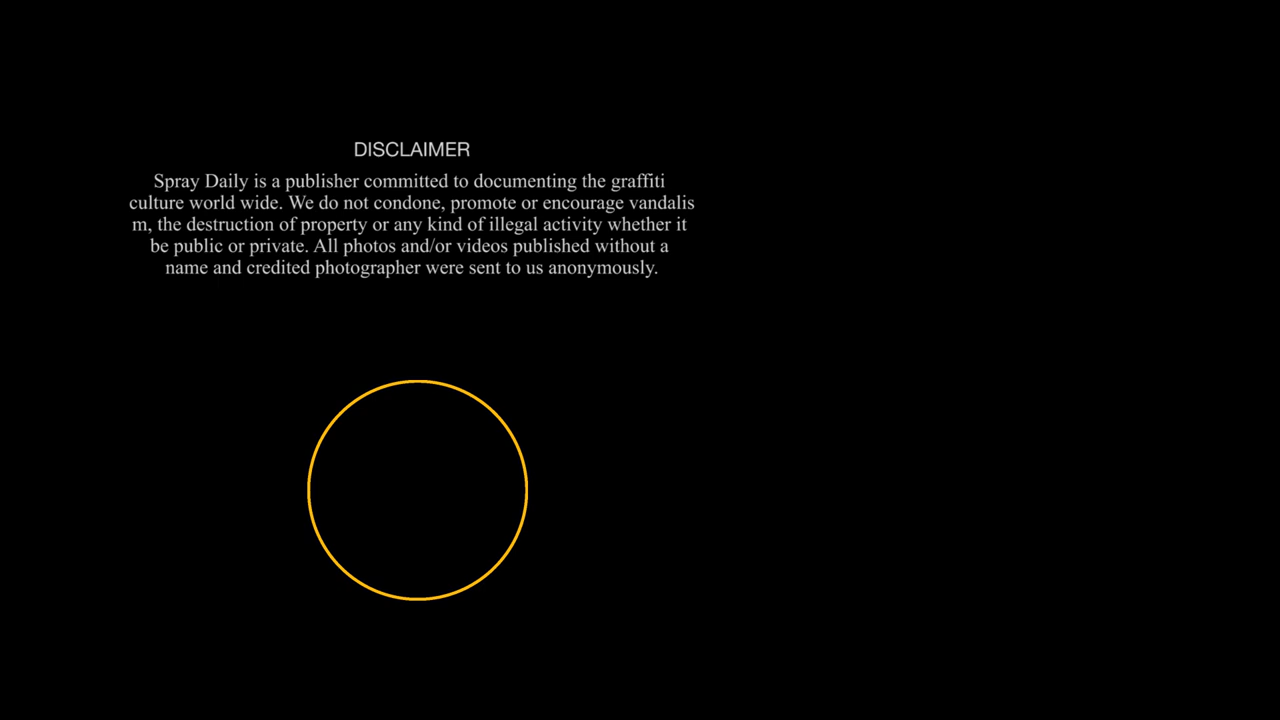 DISCLAIMER
Spray Daily is a publisher committed to documenting the graffiti
culture world wide. We do not condone, promote or encourage vandalis
m, the destruction of property or any kind of illegal activity whether it
be public or private. All photos and/or videos published without a
name and credited photographer were sent to us anonymously.